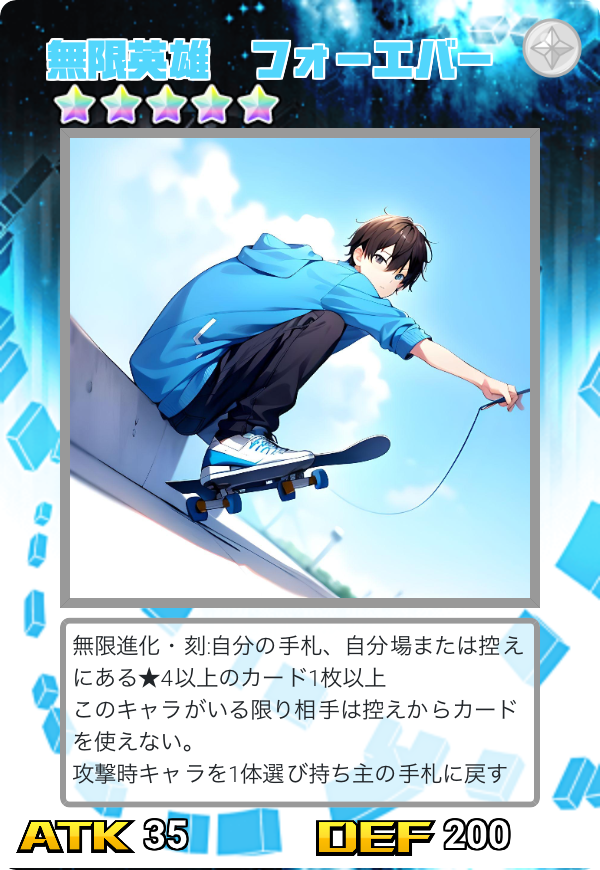 無限英雄　フォーエバー
無限進化・刻:自分の手札、自分場または控え
にある★4以上のカード1枚以上
このキャラがいる限り相手は控えからカード
を使えない。
攻撃時キャラを1体選び持ち主の手札に戻す
ATK 35 DEF 200